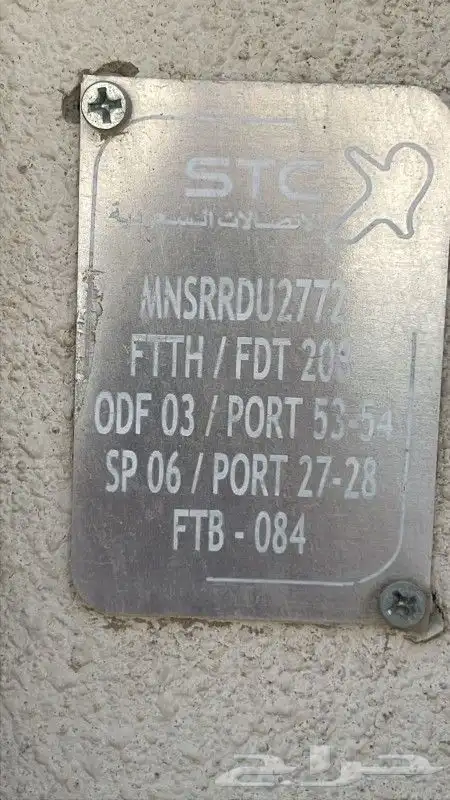 STC
الاتصالات السعودية
MNSRRDU2772
FTTH / FDT 208
ODF 03 / PORT 53-54
SP 06 / PORT 27-28
FTB - 084
حراج